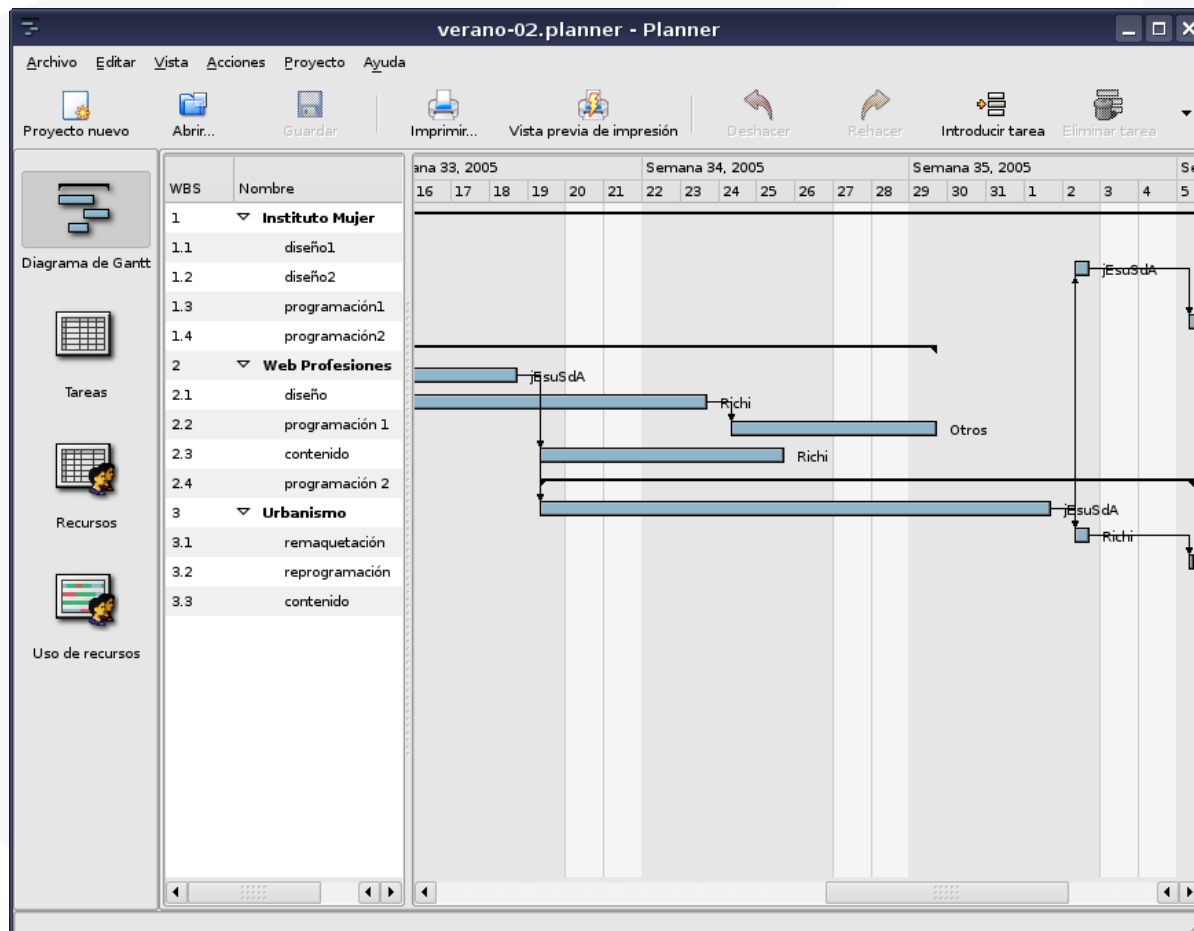 verano-02.planner - Planner
Archivo Editar Vista Acciones Proyecto Ayuda
Proyecto nuevo Abrir... Guardar Imprimir... Vista previa de impresión Deshacer Rehacer Introducir tarea Eliminar tarea
Diagrama de Gantt
Tareas
Recursos
Uso de recursos
WBS Nombre
1 Instituto Mujer
1.1 diseño1
1.2 diseño2
1.3 programación1
1.4 programación2
2 Web Profesiones
2.1 diseño
2.2 programación 1
2.3 contenido
2.4 programación 2
3 Urbanismo
3.1 remaquetación
3.2 reprogramación
3.3 contenido
ana 33, 2005 Semana 34, 2005 Semana 35, 2005 Se
16 17 18 19 20 21 22 23 24 25 26 27 28 29 30 31 1 2 3 4 5
jEsuSdA
jEsuSdA
Richi
Otros
Richi
jEsuSdA
Richi